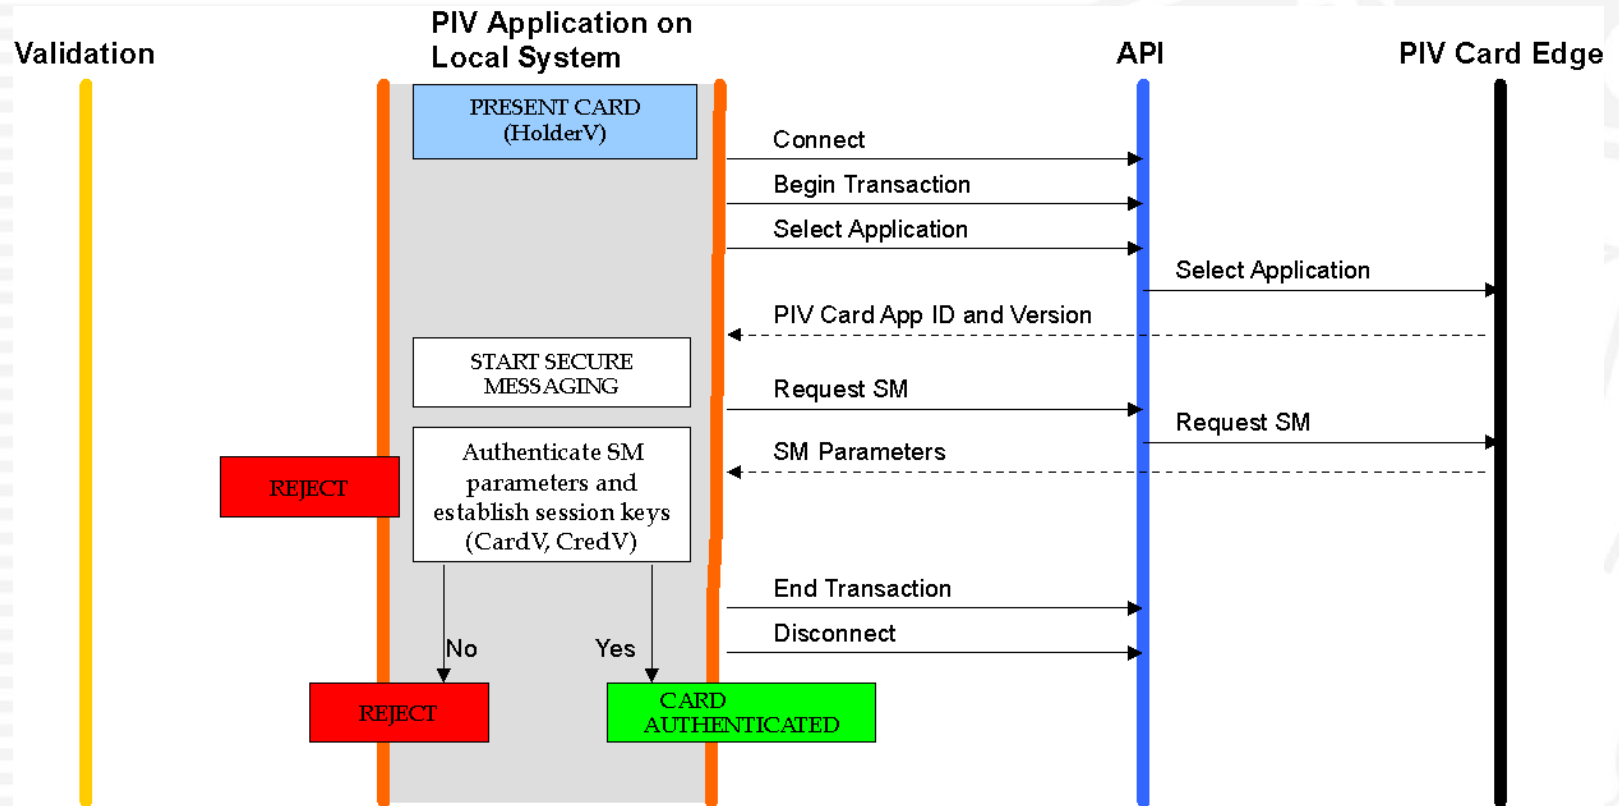 Validation
PIV Application on
Local System
API
PIV Card Edge
PRESENT CARD
(HolderV)
Connect
Begin Transaction
Select Application
Select Application
PIV Card App ID and Version
START SECURE
MESSAGING
Request SM
Request SM
SM Parameters
Authenticate SM
parameters and
establish session keys
(CardV, CredV)
REJECT
End Transaction
Disconnect
No
Yes
REJECT
CARD
AUTHENTICATED